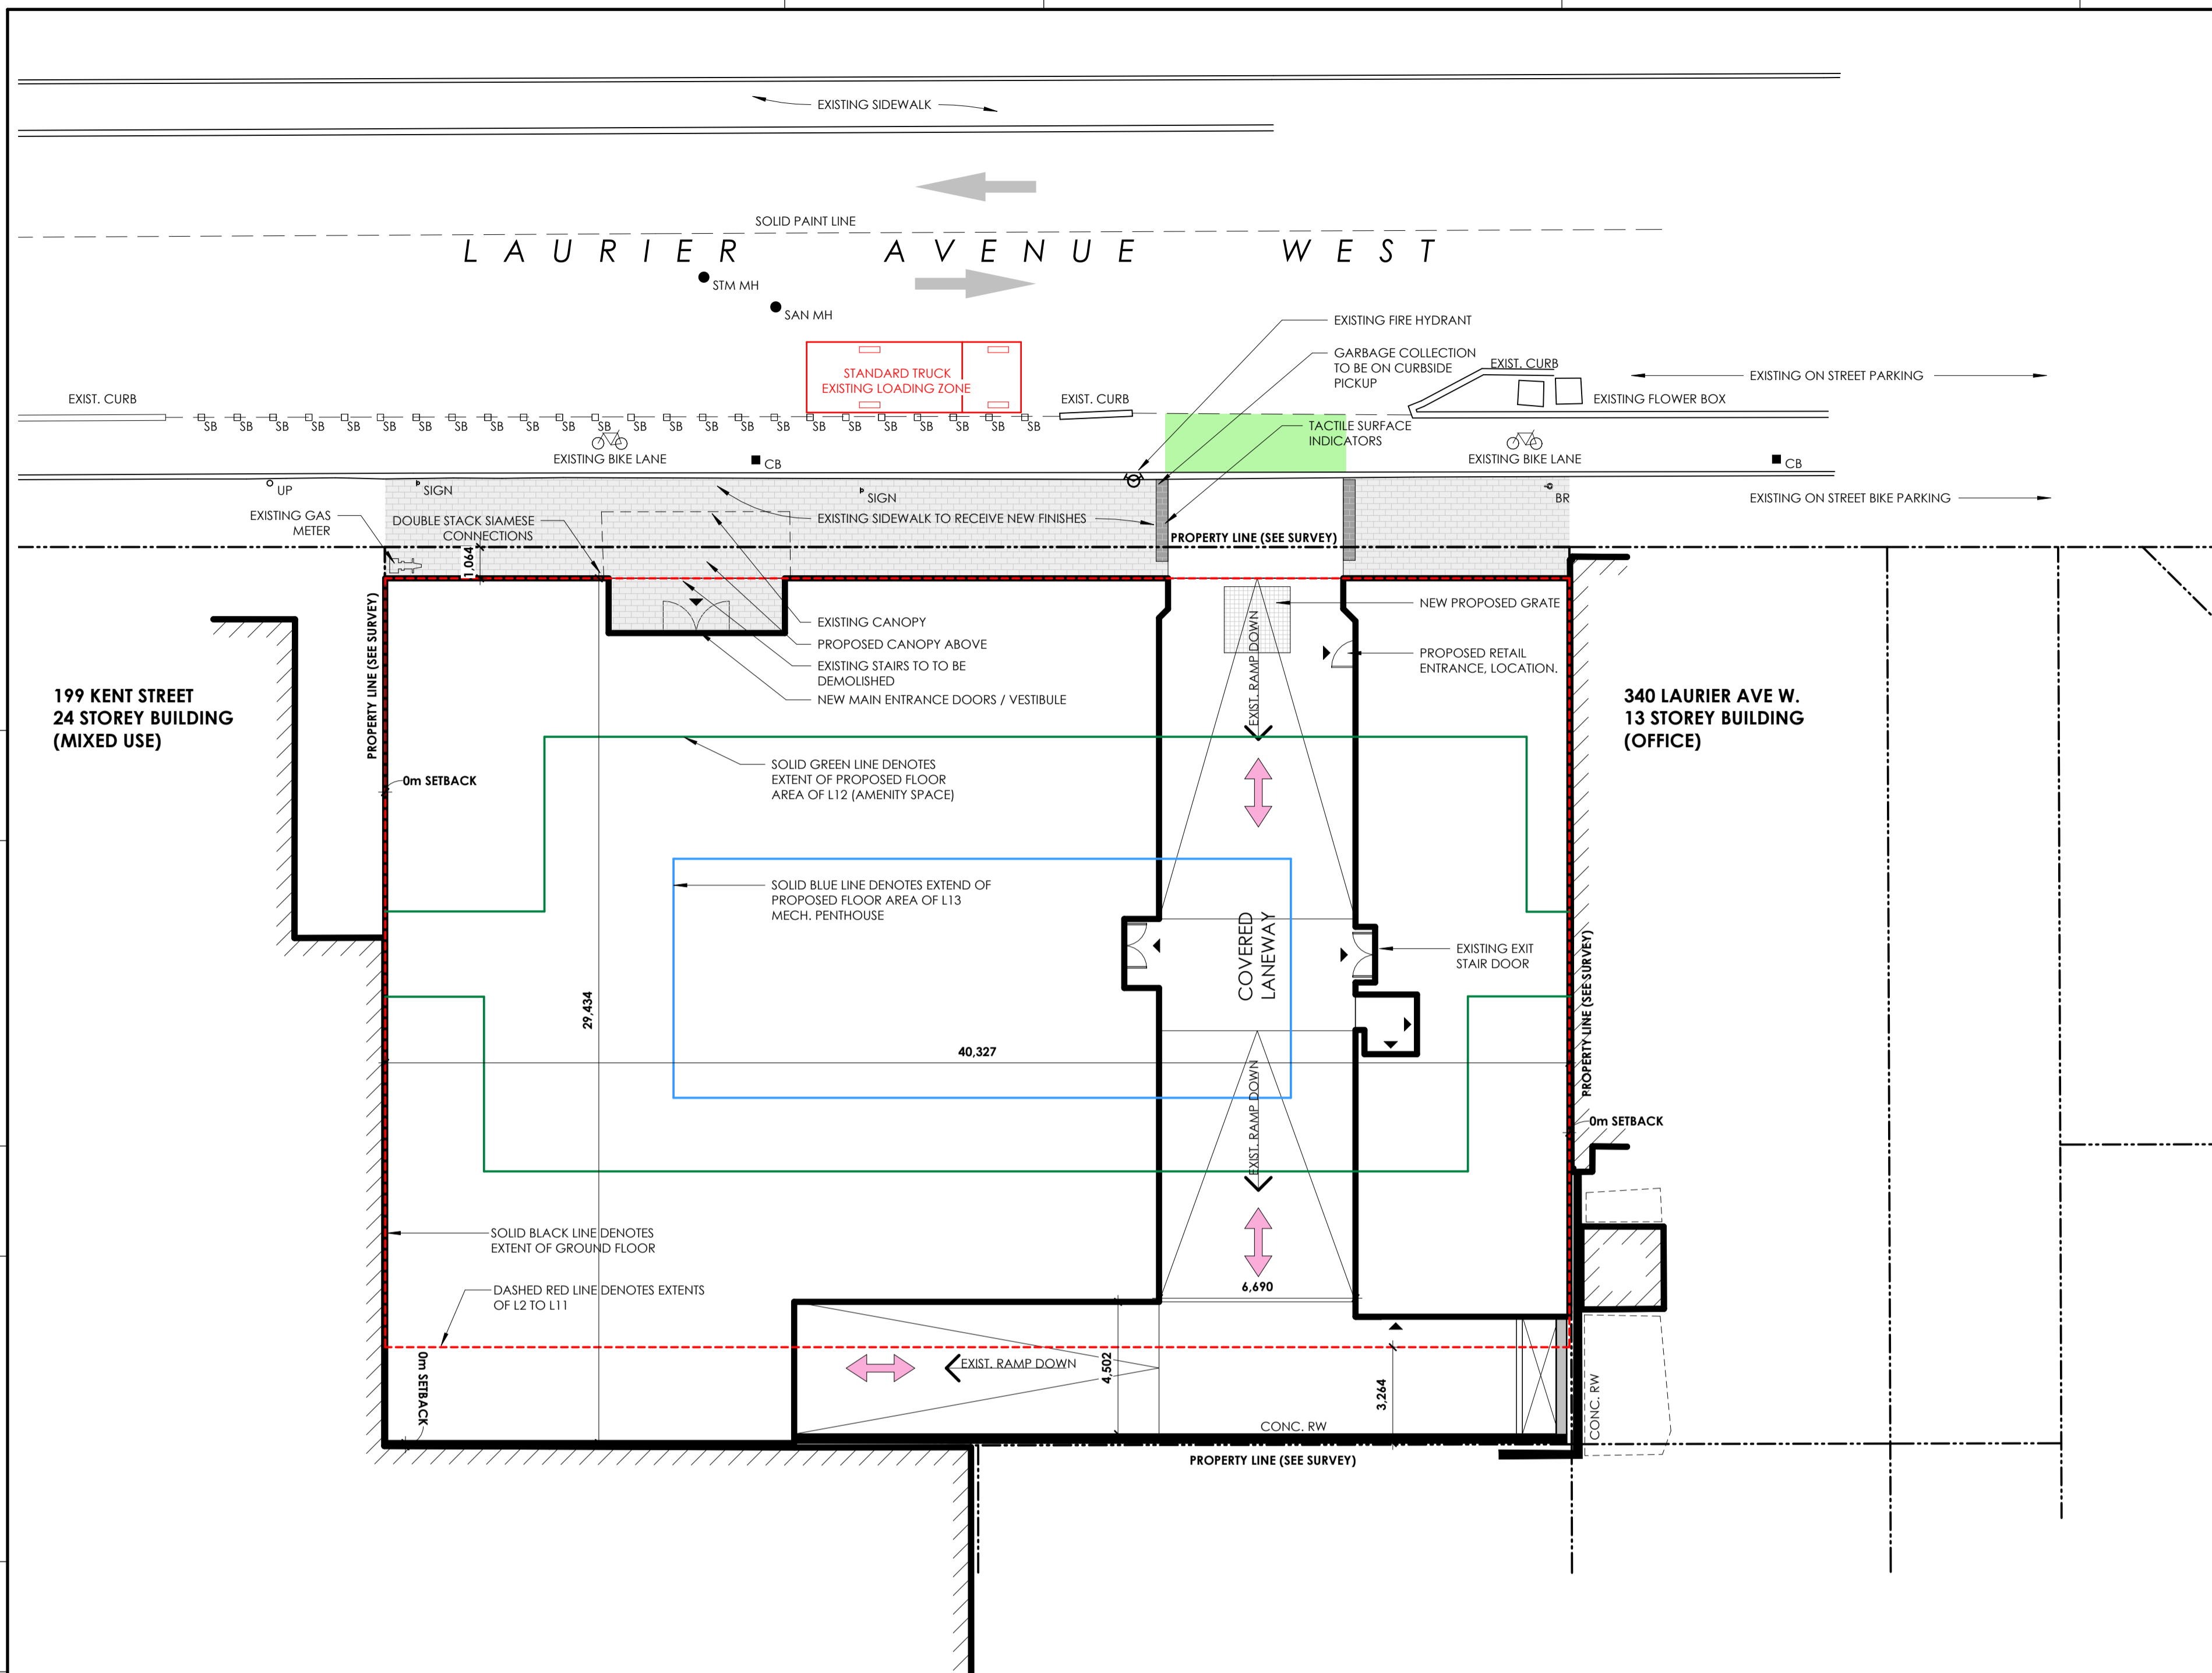 EXISTING SIDEWALK
SOLID PAINT LINE
LAURIER AVENUE WEST
STM MH
SAN MH
EXISTING FIRE HYDRANT
GARBAGE COLLECTION
TO BE ON CURBSIDE
PICKUP
STANDARD TRUCK
EXISTING LOADING ZONE
EXIST. CURB
EXISTING ON STREET PARKING
EXIST. CURB
EXIST. CURB
EXISTING FLOWER BOX
SB SB SB SB SB SB SB SB SB SB SB SB SB SB SB SB SB SB SB SB SB SB SB SB
TACTILE SURFACE
INDICATORS
EXISTING BIKE LANE
CB
EXISTING BIKE LANE
CB
UP
SIGN
SIGN
BR
EXISTING ON STREET BIKE PARKING
EXISTING GAS
METER
DOUBLE STACK SIAMESE
CONNECTIONS
EXISTING SIDEWALK TO RECEIVE NEW FINISHES
PROPERTY LINE (SEE SURVEY)
1,064
NEW PROPOSED GRATE
EXISTING CANOPY
PROPOSED CANOPY ABOVE
EXISTING STAIRS TO TO BE
DEMOLISHED
NEW MAIN ENTRANCE DOORS / VESTIBULE
EXIST. RAMP DOWN
PROPOSED RETAIL
ENTRANCE, LOCATION.
PROPERTY LINE (SEE SURVEY)
199 KENT STREET
24 STOREY BUILDING
(MIXED USE)
340 LAURIER AVE W.
13 STOREY BUILDING
(OFFICE)
0m SETBACK
SOLID GREEN LINE DENOTES
EXTENT OF PROPOSED FLOOR
AREA OF L12 (AMENITY SPACE)
SOLID BLUE LINE DENOTES EXTEND OF
PROPOSED FLOOR AREA OF L13
MECH. PENTHOUSE
COVERED
LANEWAY
EXISTING EXIT
STAIR DOOR
PROPERTY LINE (SEE SURVEY)
29,434
40,327
EXIST. RAMP DOWN
0m SETBACK
SOLID BLACK LINE DENOTES
EXTENT OF GROUND FLOOR
DASHED RED LINE DENOTES EXTENTS
OF L2 TO L11
6,690
0m SETBACK
EXIST. RAMP DOWN
4,502
3,264
CONC. RW
CONC. RW
PROPERTY LINE (SEE SURVEY)